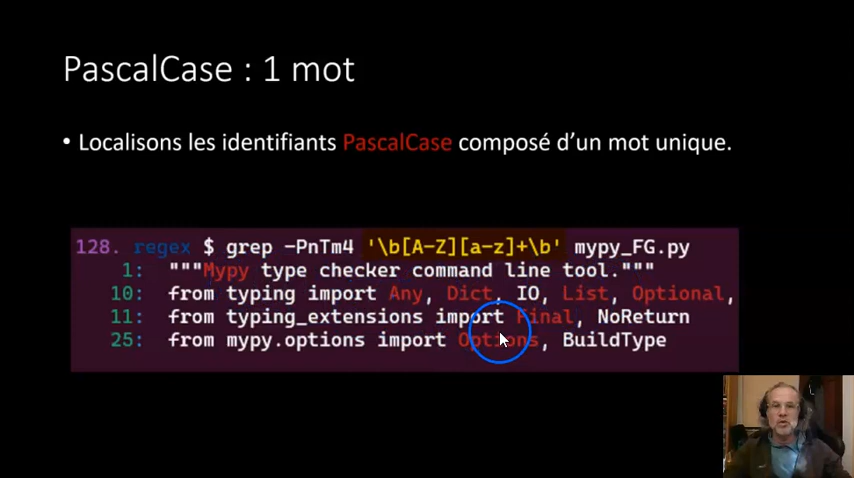 PascalCase : 1 mot
• Localisons les identifiants PascalCase composé d’un mot unique.
128. regex $ grep -PnTm4 '\b[A-Z][a-z]+\b' mypy_FG.py
1: """Mypy type checker command line tool."""
10: from typing import Any, Dict, IO, List, Optional,
11: from typing_extensions import Final, NoReturn
25: from mypy.options import Options, BuildType